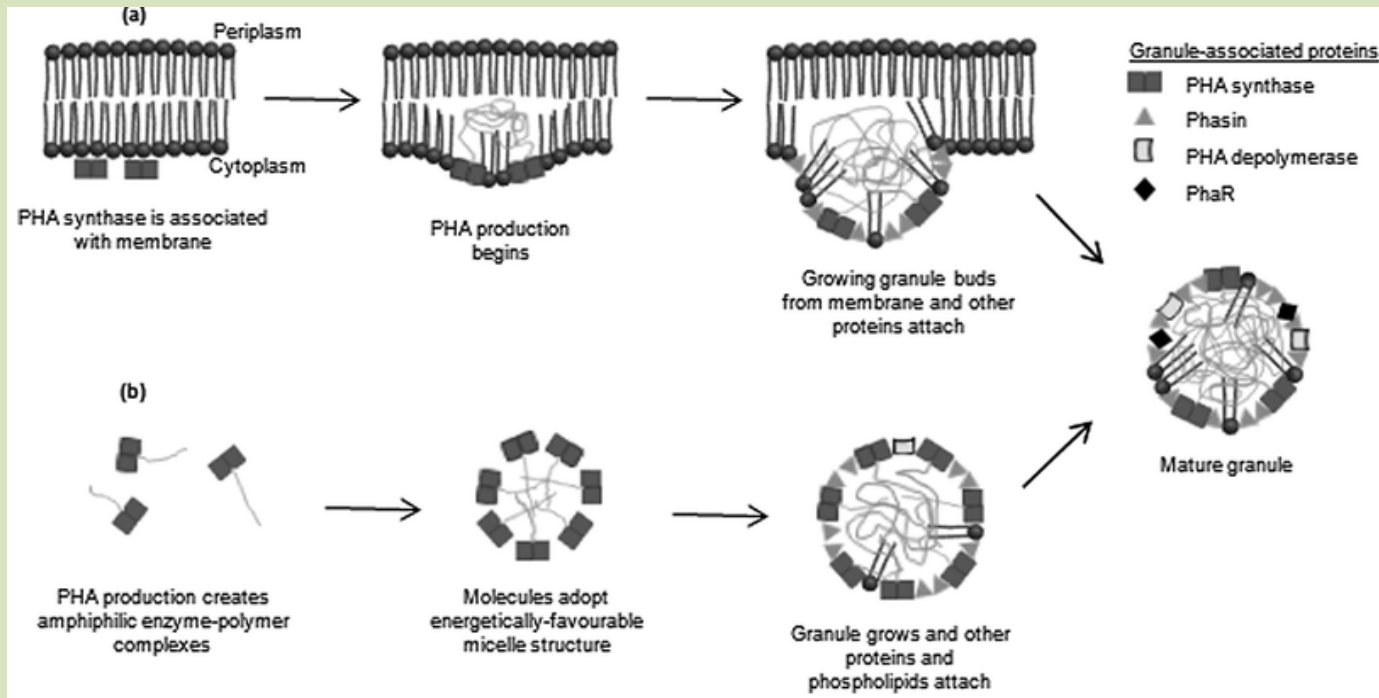 (a)
Periplasm
Cytoplasm
PHA synthase is associated
with membrane
PHA production
begins
Growing granule buds
from membrane and other
proteins attach
Granule-associated proteins
PHA synthase
Phasin
PHA depolymerase
PhaR
Mature granule
(b)
PHA production creates
amphiphilic enzyme-polymer
complexes
Molecules adopt
energetically-favourable
micelle structure
Granule grows and other
proteins and
phospholipids attach